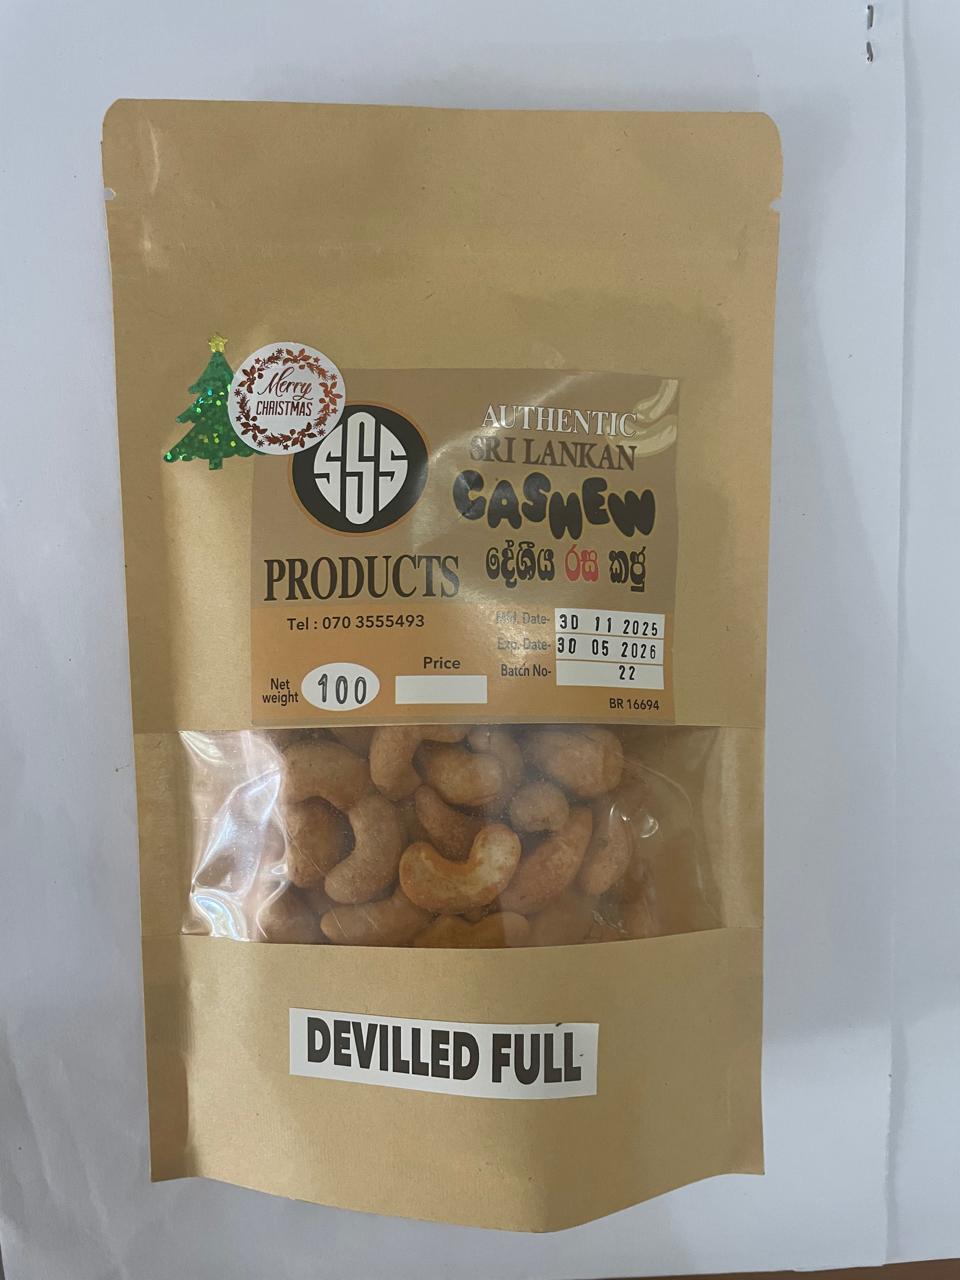 Merry
CHRISTMAS
SSS
PRODUCTS
Tel : 070 3555493
AUTHENTIC
SRI LANKAN
CASHEW
දේශීය රස කජු
Mfd. Date- 30 11 2025
Exp. Date- 30 05 2026
Batch No- 22
Price
Net
weight 100
BR 16694
DEVILLED FULL